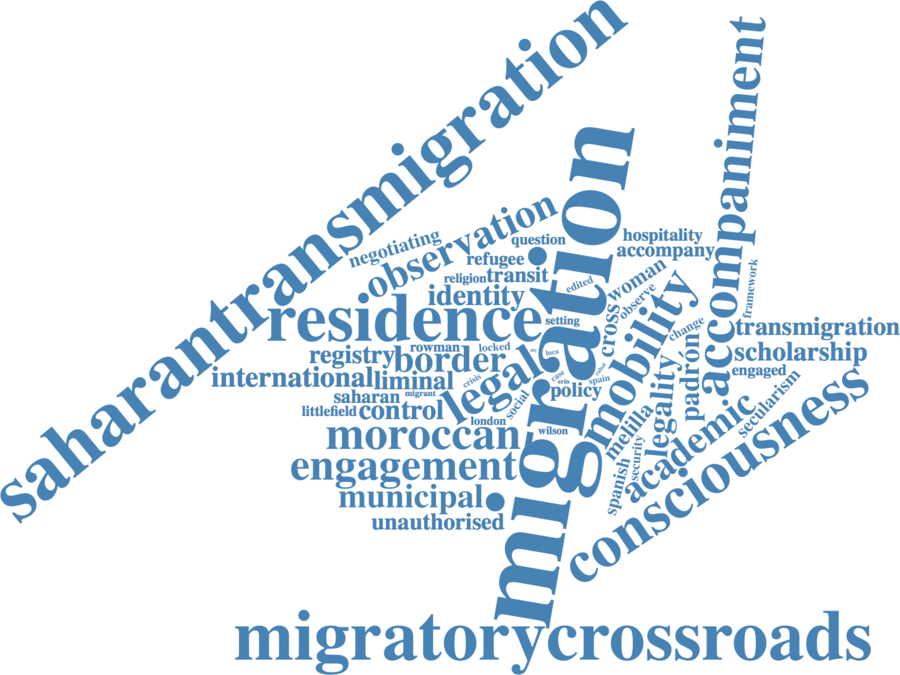 saharantransmigration
accompaniment
migration
negotiating
observation
question
hospitality
refugee
accompany
religion
transit
edited
woman
framework
identity
observe
residence
setting
cross
mobility
change
transmigration
registry
rowman
locked
border
legal
luca
scholarship
international
liminal
crisis
case
erin
spain
engaged
saharan
migrant
policy
legality
padrón
secularism
littlefield
control
social
london
melilla
academic
moroccan
wilson
security
spanish
consciousness
engagement
municipal
unauthorised
migratorycrossroads